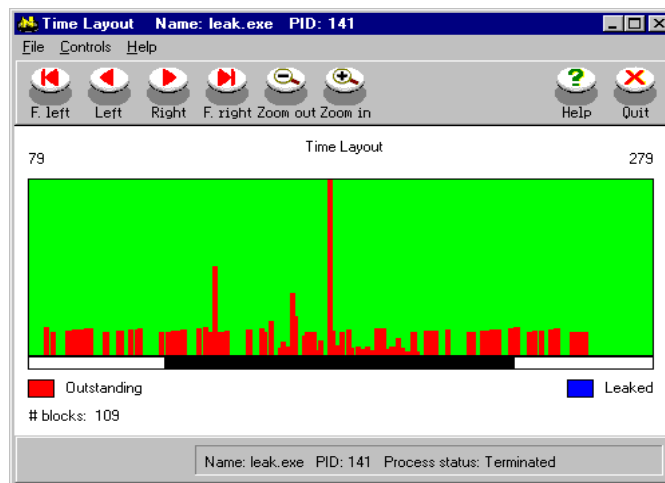 Time Layout Name: leak.exe PID: 141
File Controls Help
F. left Left Right F. right Zoom out Zoom in Help Quit
Time Layout
79 279
Outstanding Leaked
# blocks: 109
Name: leak.exe PID: 141 Process status: Terminated